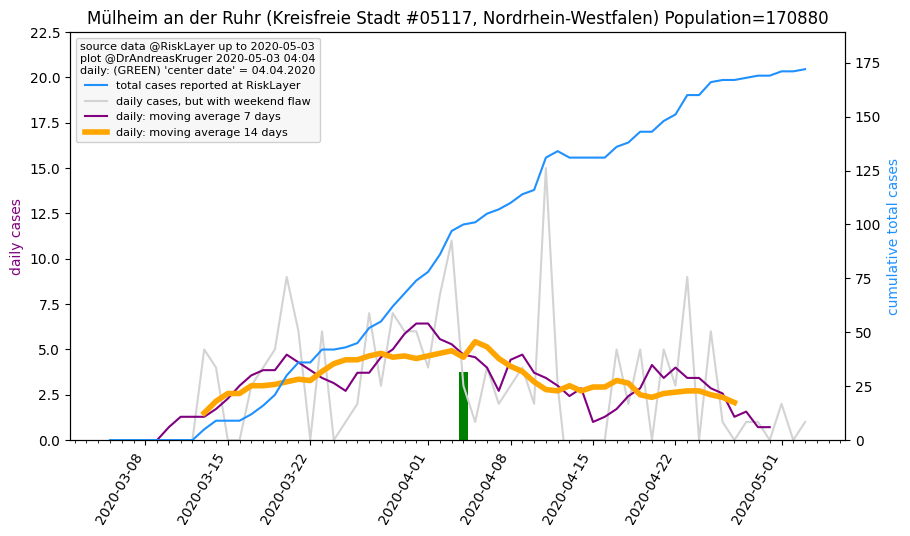 Mülheim an der Ruhr (Kreisfreie Stadt #05117, Nordrhein-Westfalen) Population=170880
source data @RiskLayer up to 2020-05-03
plot @DrAndreasKruger 2020-05-03 04:04
daily: (GREEN) 'center date' = 04.04.2020
total cases reported at RiskLayer
daily cases, but with weekend flaw
daily: moving average 7 days
daily: moving average 14 days
daily cases
22.5
20.0
17.5
15.0
12.5
10.0
7.5
5.0
2.5
0.0
175
150
125
100
75
50
25
0
cumulative total cases
2020-03-08
2020-03-15
2020-03-22
2020-04-01
2020-04-08
2020-04-15
2020-04-22
2020-05-01